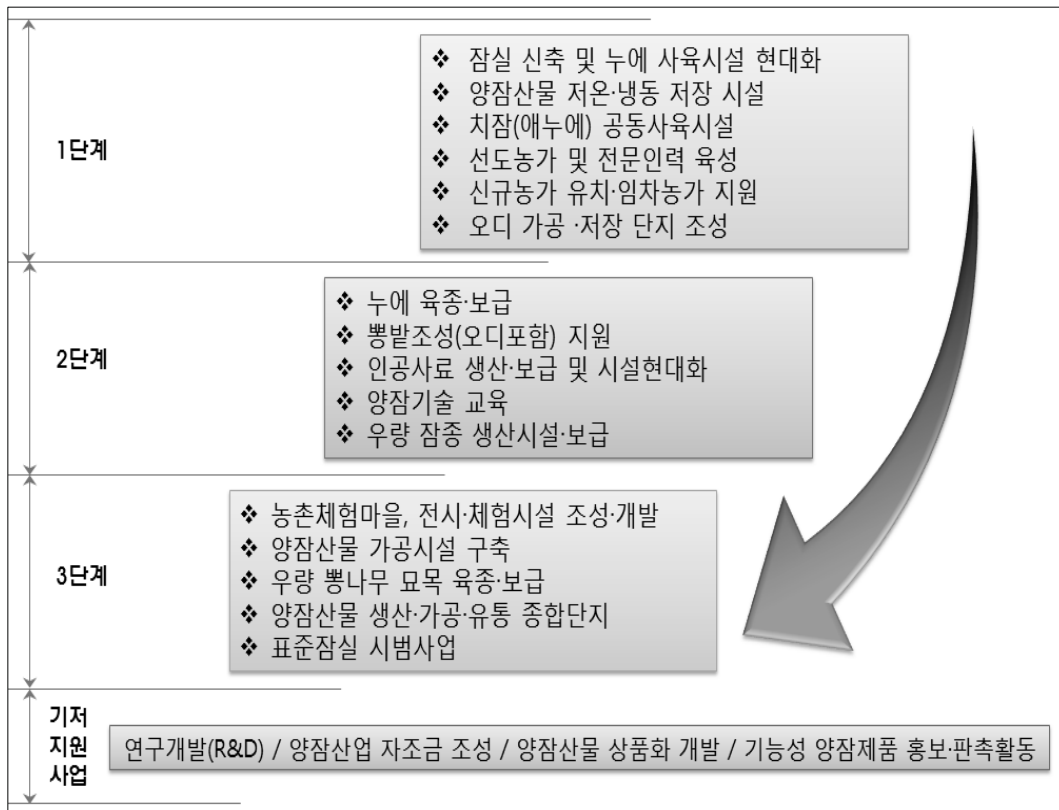 1단계
❖ 잠실 신축 및 누에 사육시설 현대화
❖ 양잠산물 저온·냉동 저장 시설
❖ 치잠(애누에) 공동사육시설
❖ 선도농가 및 전문인력 육성
❖ 신규농가 유치·임차농가 지원
❖ 오디 가공 ·저장 단지 조성
2단계
❖ 누에 육종·보급
❖ 뽕밭조성(오디포함) 지원
❖ 인공사료 생산·보급 및 시설현대화
❖ 양잠기술 교육
❖ 우량 잠종 생산시설·보급
3단계
❖ 농촌체험마을, 전시·체험시설 조성·개발
❖ 양잠산물 가공시설 구축
❖ 우량 뽕나무 묘목 육종·보급
❖ 양잠산물 생산·가공·유통 종합단지
❖ 표준잠실 시범사업
기저
지원
사업
연구개발(R&D) / 양잠산업 자조금 조성 / 양잠산물 상품화 개발 / 기능성 양잠제품 홍보·판촉활동